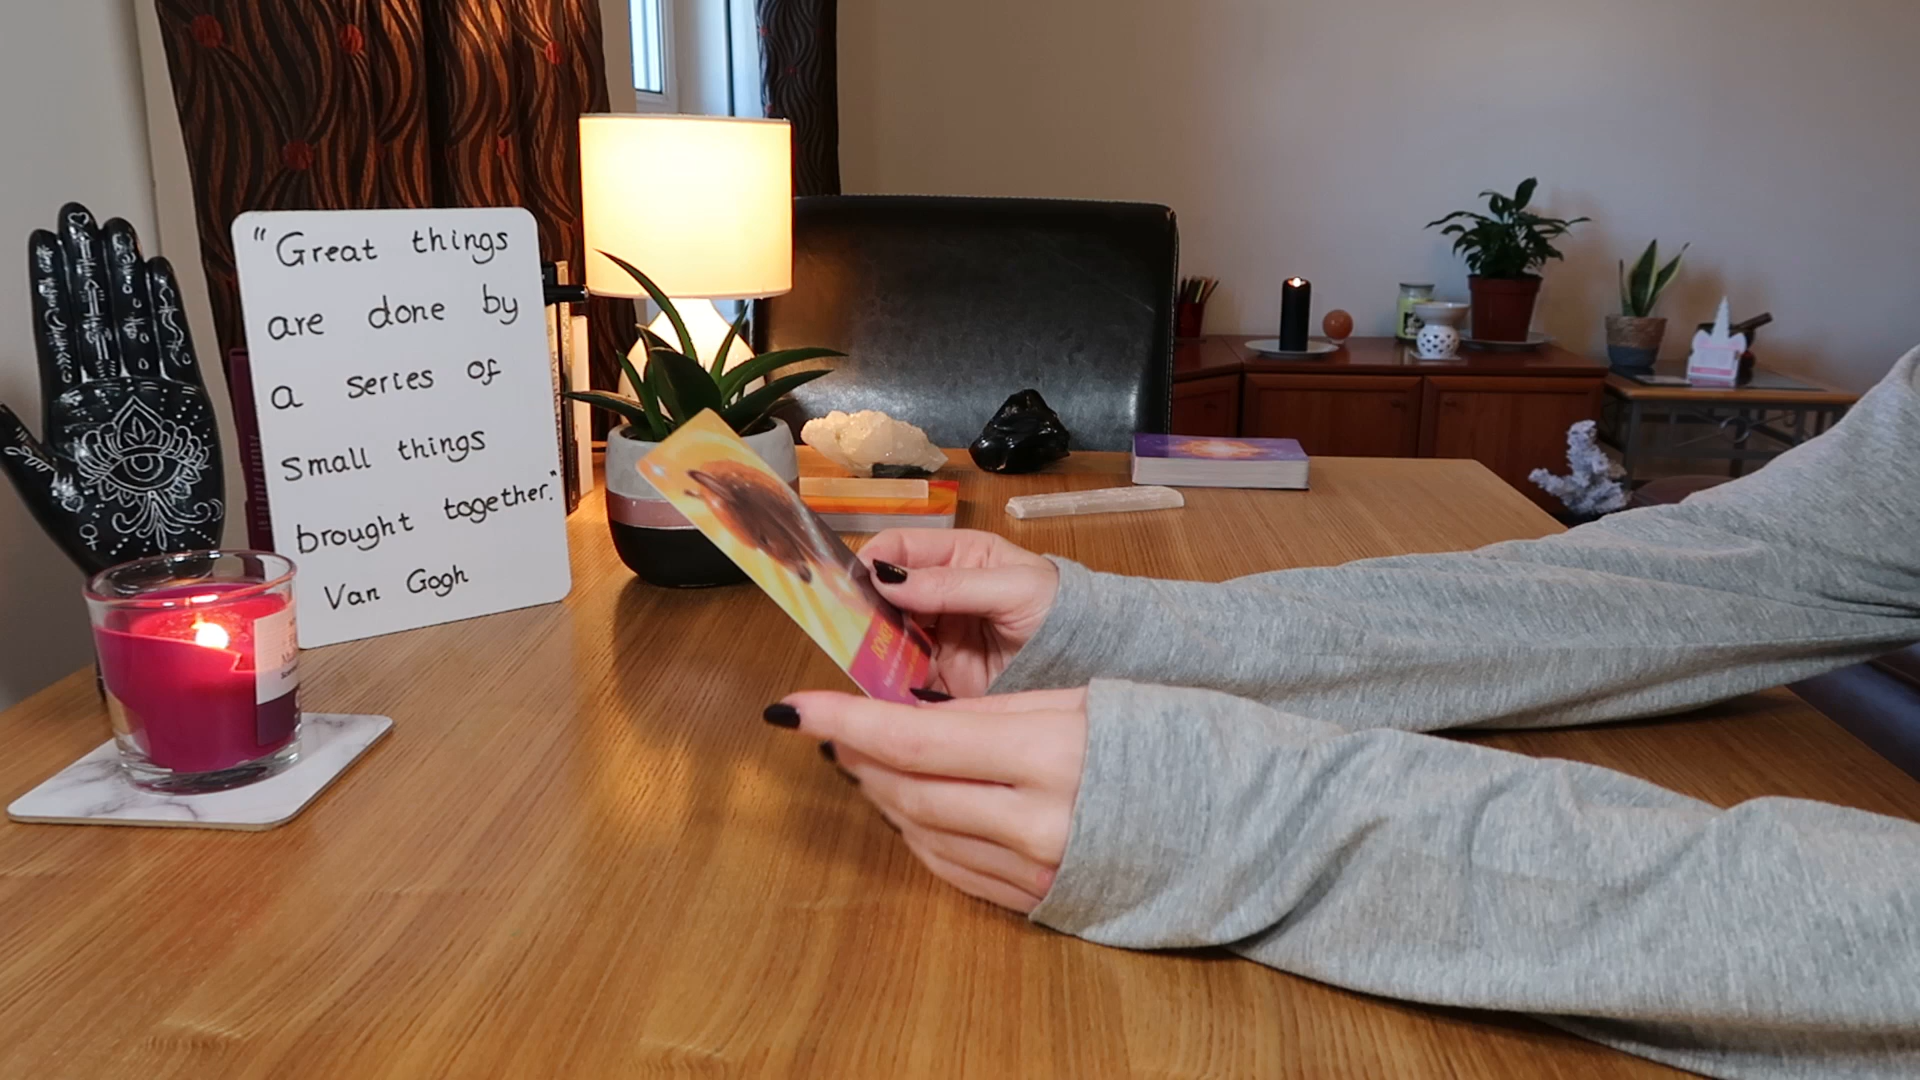 "Great things
are done by
a series of
Small things
brought together."
Van Gogh